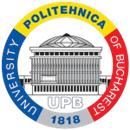 UNIVERSITY
POLITEHNICA
OF BUCHAREST
UPB
1818